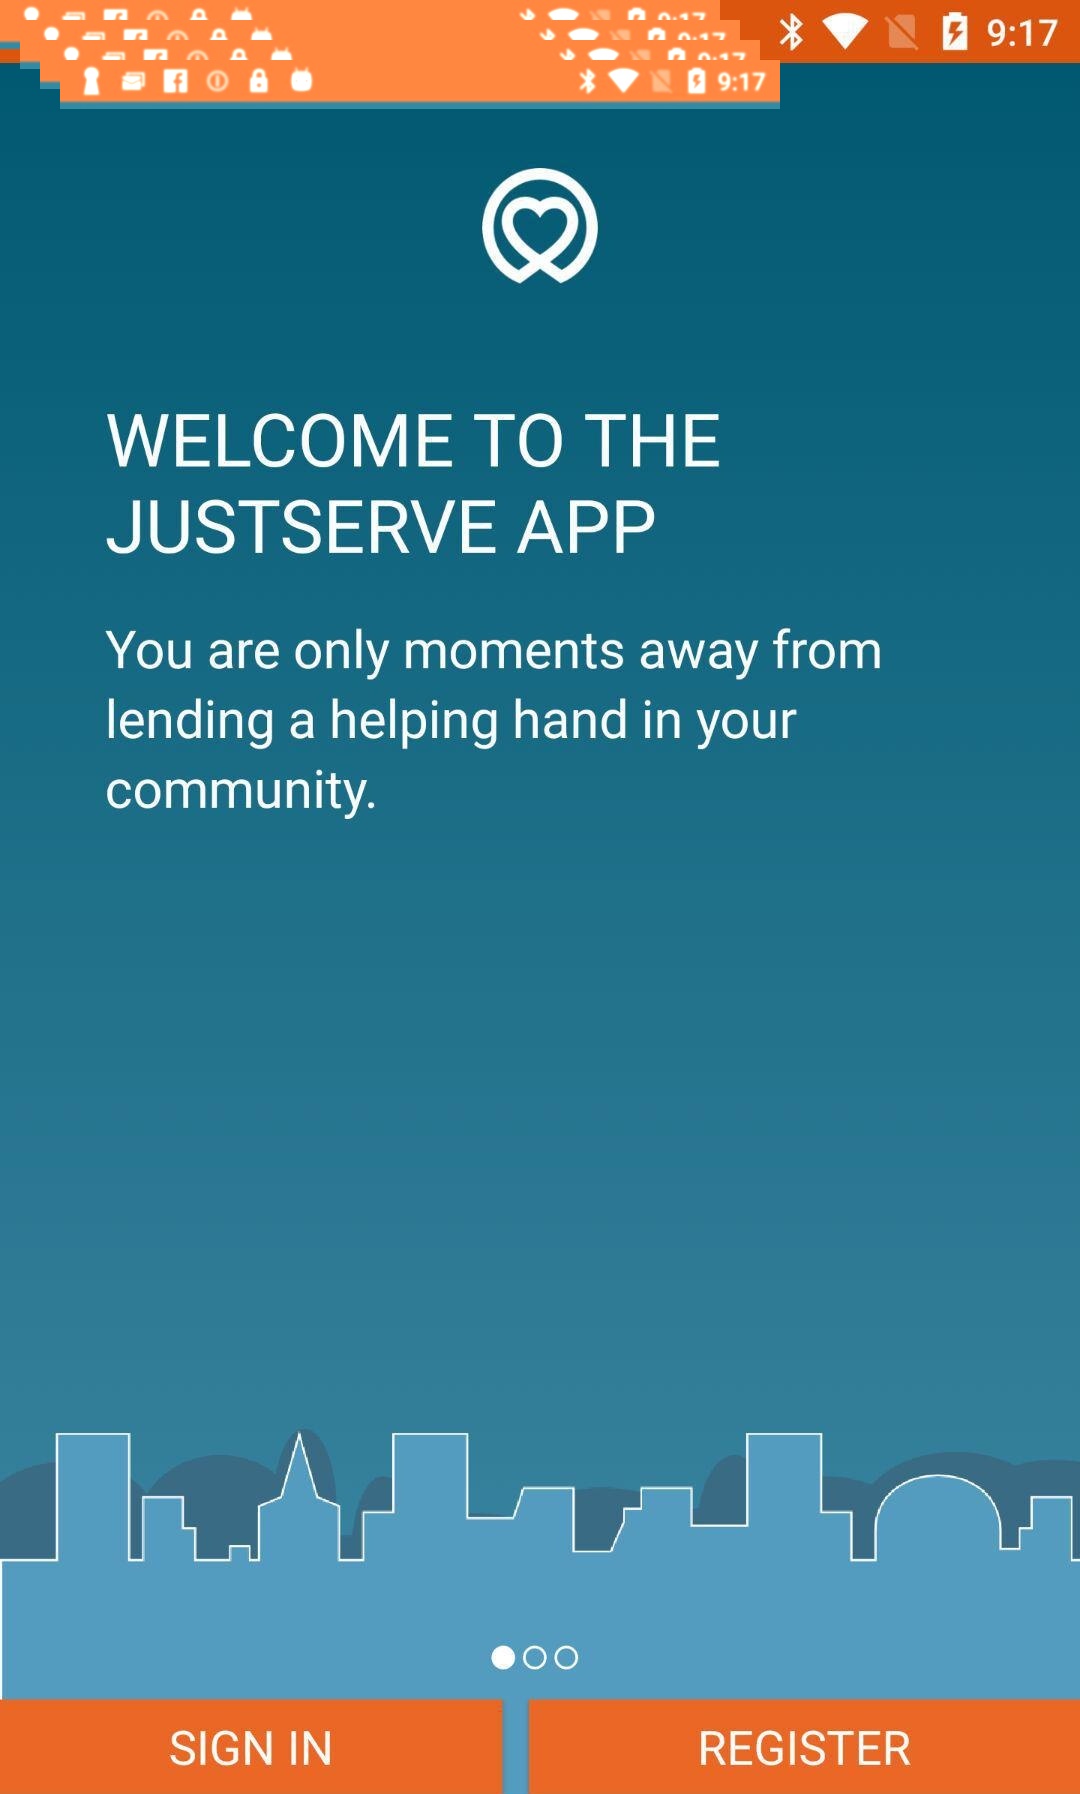 9:17
9:17
WELCOME TO THE
JUSTSERVE APP
You are only moments away from
lending a helping hand in your
community.
SIGN IN
REGISTER